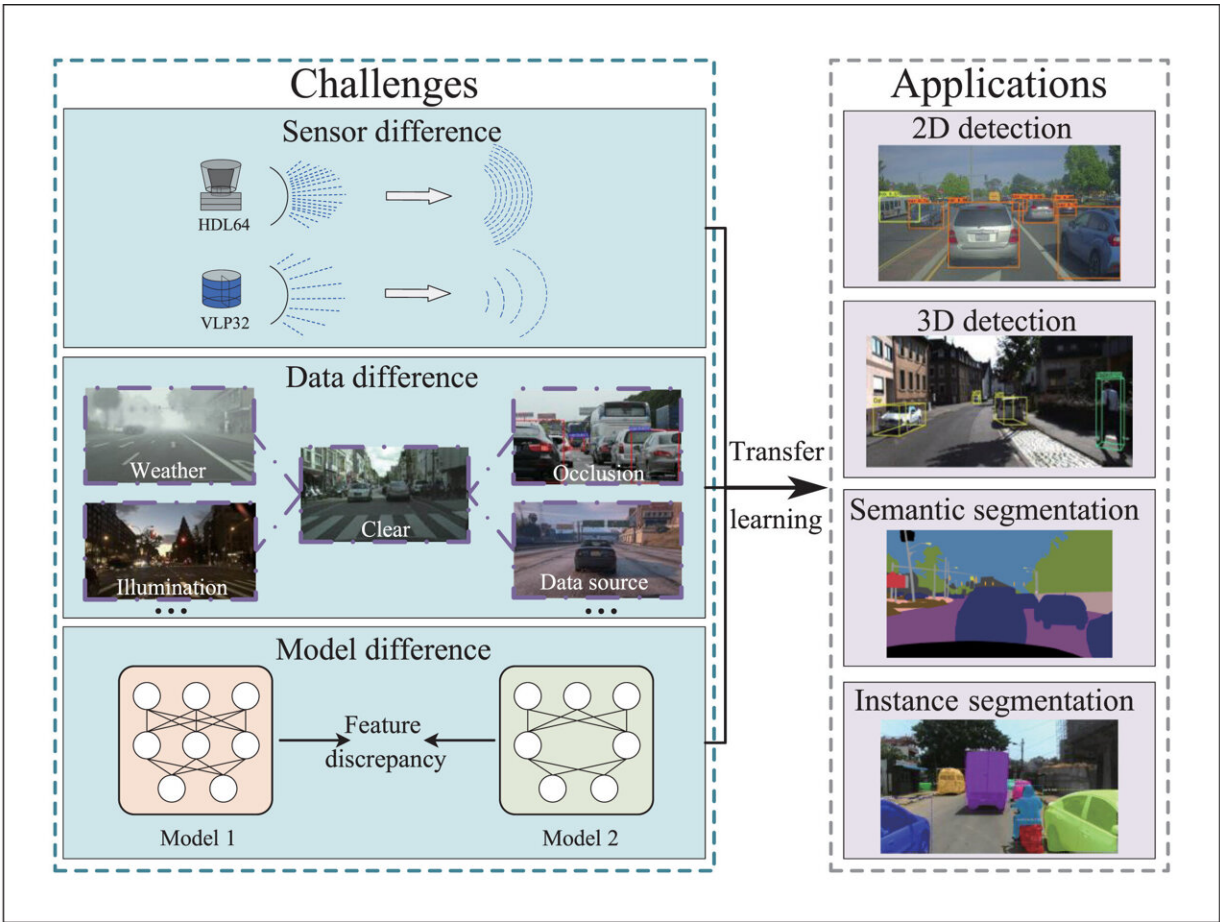 Challenges
Sensor difference
HDL64
VLP32
Data difference
Weather
Illumination
Clear
Occlusion
Data source
Model difference
Feature
discrepancy
Model 1
Model 2
Transfer
learning
Applications
2D detection
3D detection
Semantic segmentation
Instance segmentation